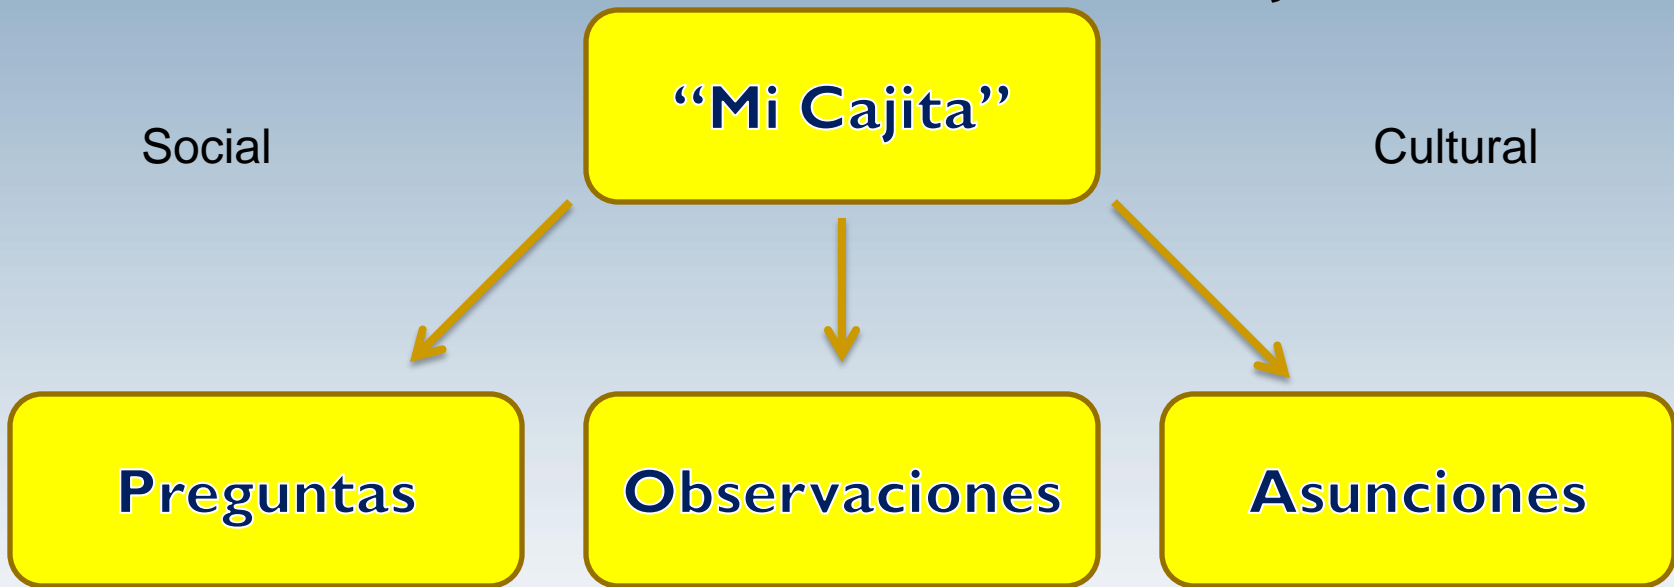 “Mi Cajita”
Social
Cultural
Preguntas
Observaciones
Asunciones